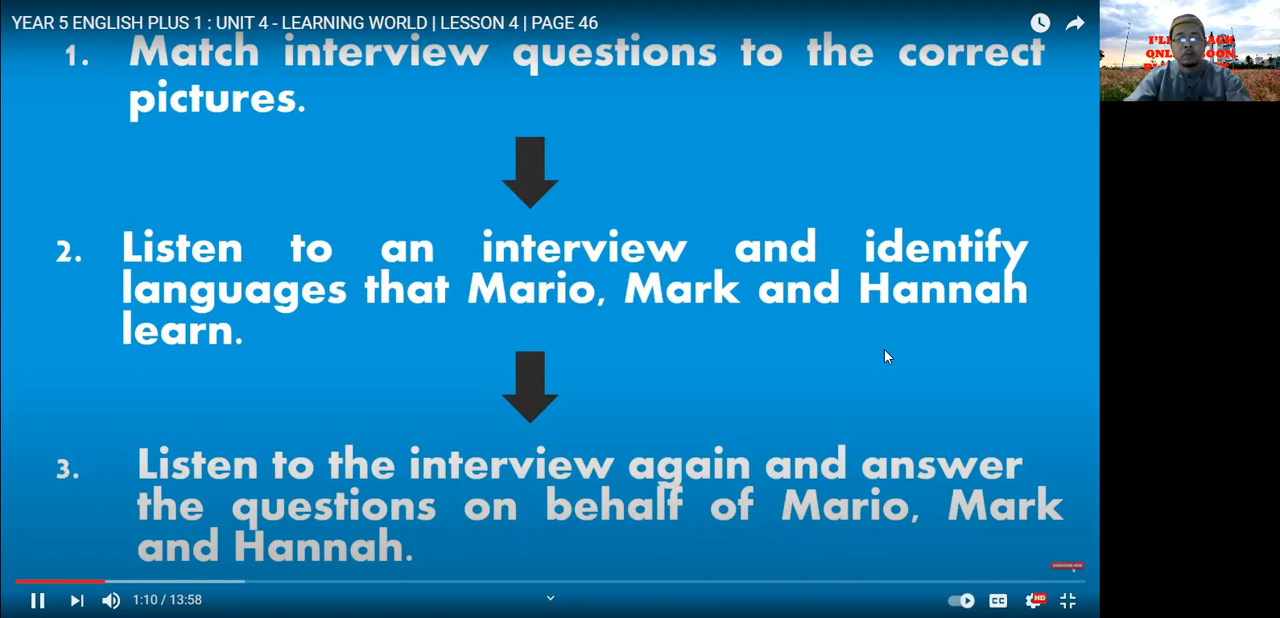 YEAR 5 ENGLISH PLUS 1 : UNIT 4 - LEARNING WORLD | LESSON 4 | PAGE 46
1. Match interview questions to the correct
pictures.
2. Listen to an interview and identify
languages that Mario, Mark and Hannah
learn.
3. Listen to the interview again and answer
the questions on behalf of Mario, Mark
and Hannah.
1:10 / 13:58
CC
HD